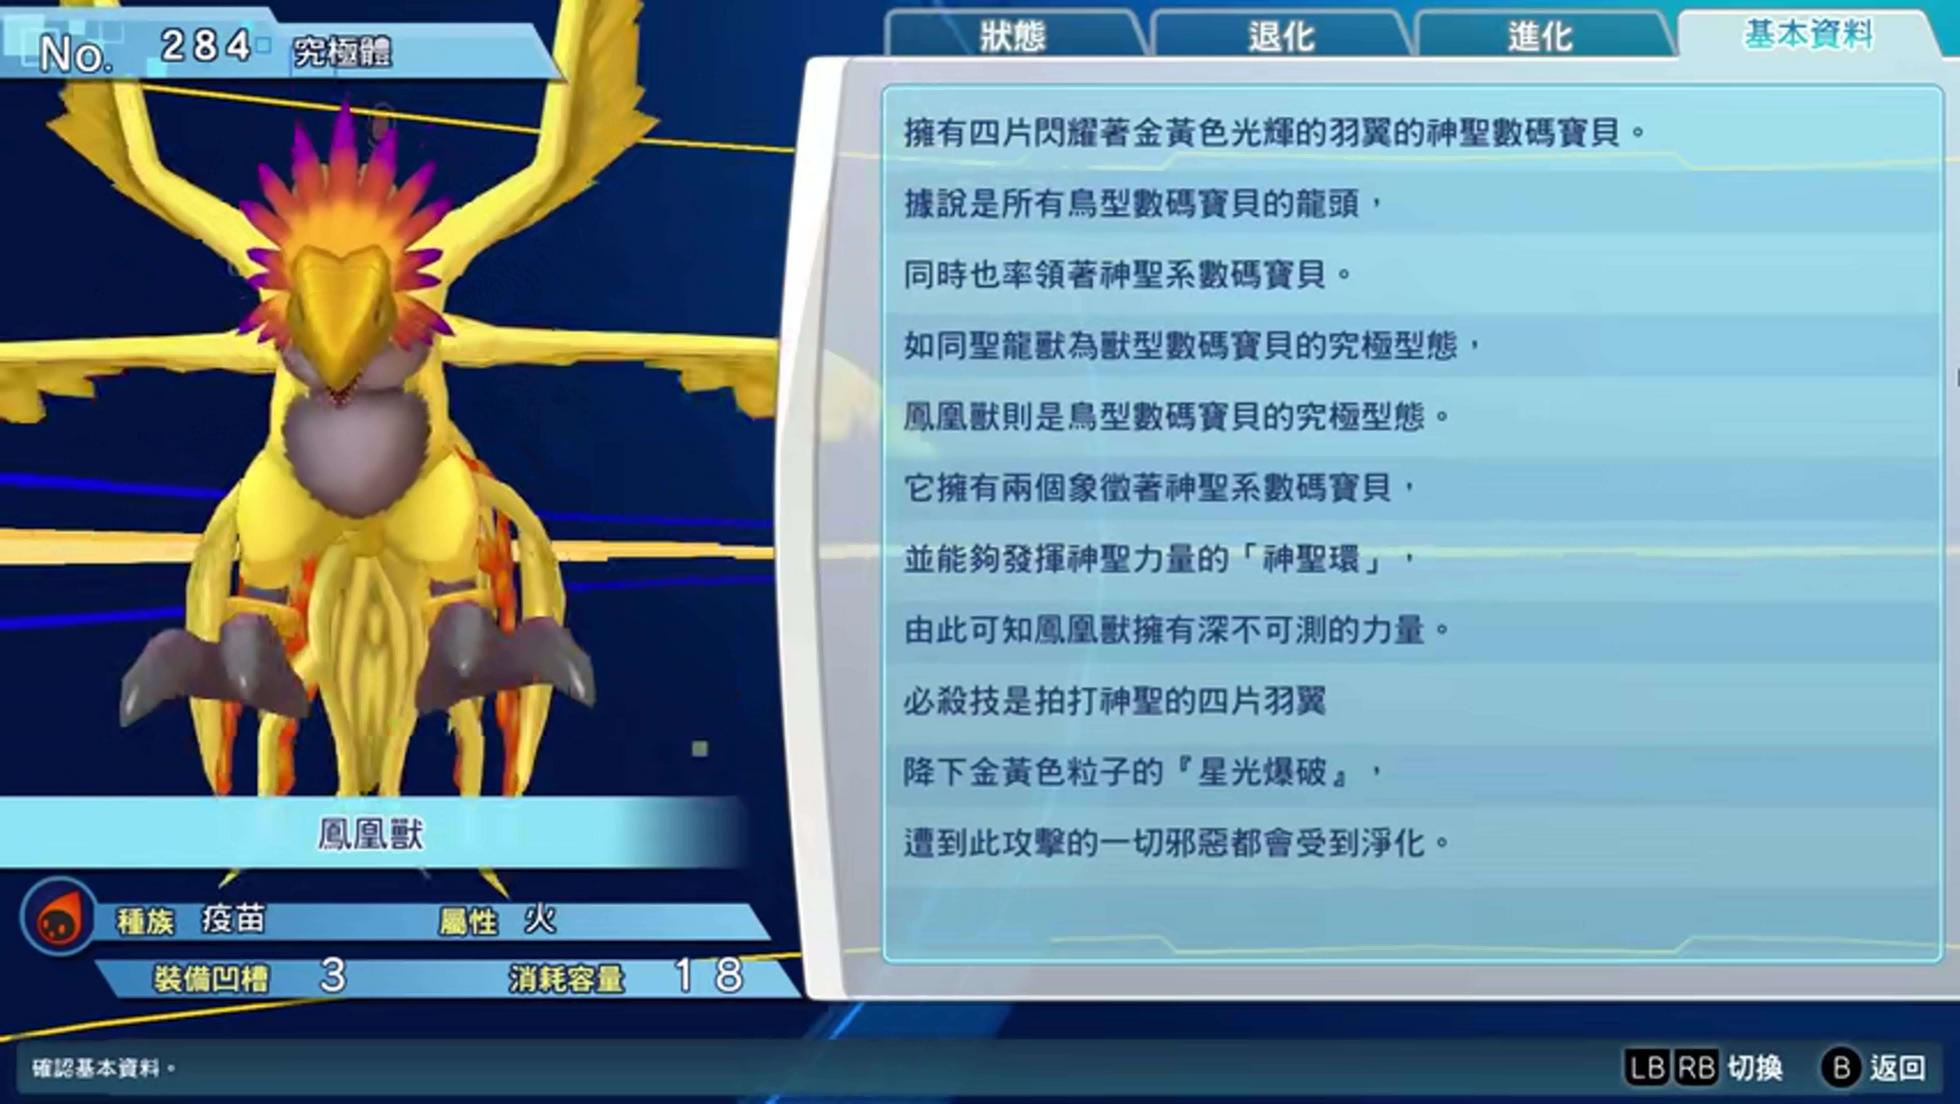 No. 284 究極體
狀態
退化
進化
基本資料
擁有四片閃耀著金黃色光輝的羽翼的神聖數碼寶貝。
據說是所有鳥型數碼寶貝的龍頭，
同時也率領著神聖系數碼寶貝。
如同聖龍獸為獸型數碼寶貝的究極型態，
鳳凰獸則是鳥型數碼寶貝的究極型態。
它擁有兩個象徵著神聖系數碼寶貝，
並能夠發揮神聖力量的「神聖環」，
由此可知鳳凰獸擁有深不可測的力量。
必殺技是拍打神聖的四片羽翼
降下金黃色粒子的『星光爆破』，
遭到此攻擊的一切邪惡都會受到淨化。
鳳凰獸
種族 疫苗 屬性 火
裝備凹槽 3 消耗容量 18
確認基本資料。
LB RB 切換 B 返回